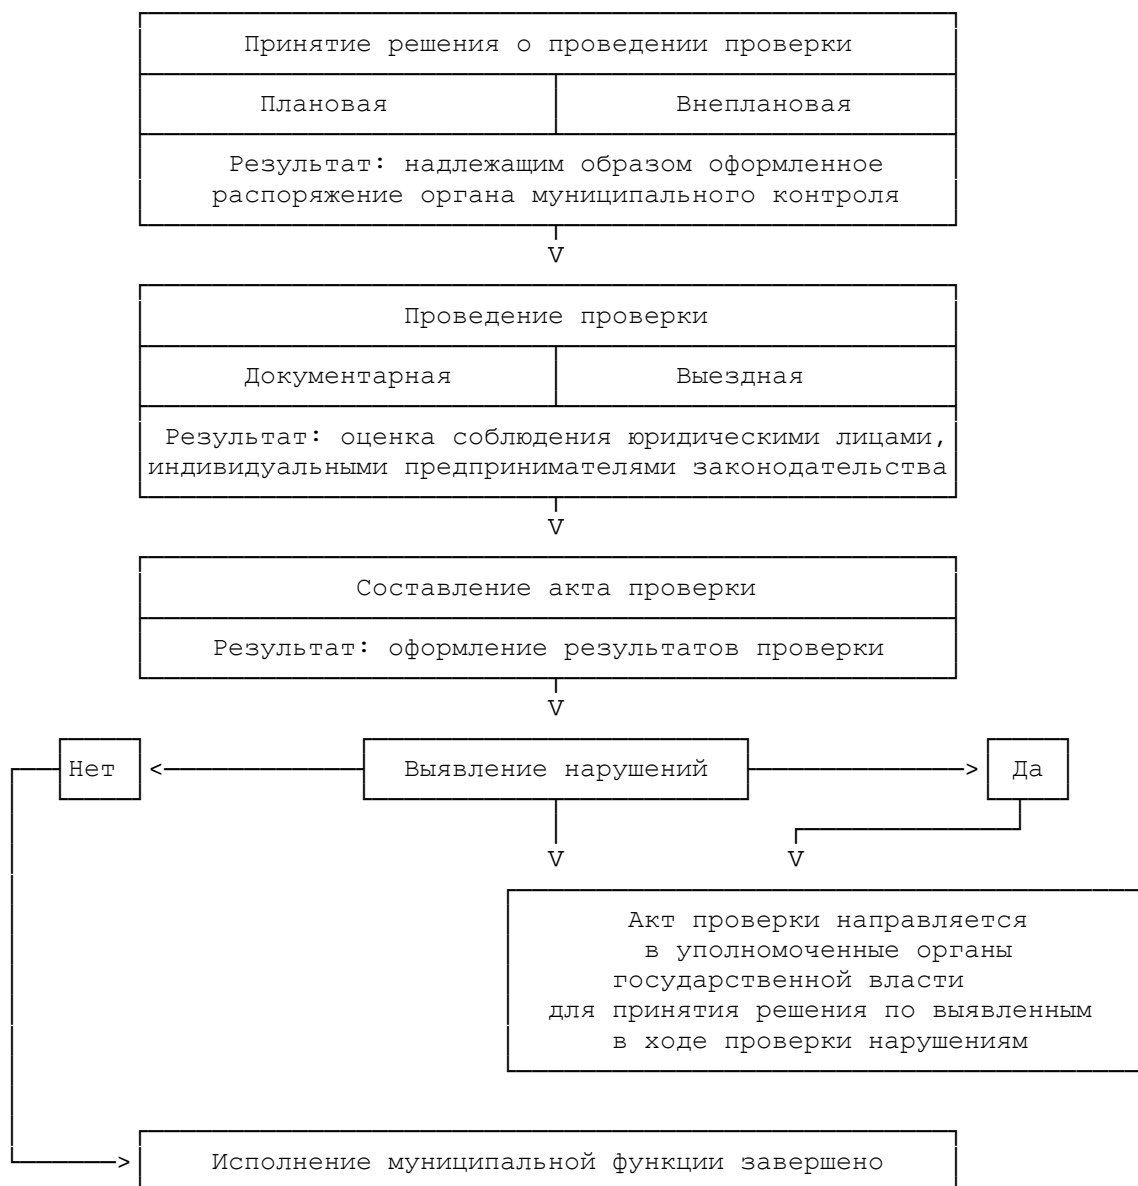 Принятие решения о проведении проверки
Плановая Внеплановая
Результат: надлежащим образом оформленное
распоряжение органа муниципального контроля
V
Проведение проверки
Документарная Выездная
Результат: оценка соблюдения юридическими лицами,
индивидуальными предпринимателями законодательства
V
Составление акта проверки
Результат: оформление результатов проверки
V
Нет < Выявление нарушений > Да
V V
Акт проверки направляется
в уполномоченные органы
государственной власти
для принятия решения по выявленным
в ходе проверки нарушениям
> Исполнение муниципальной функции завершено